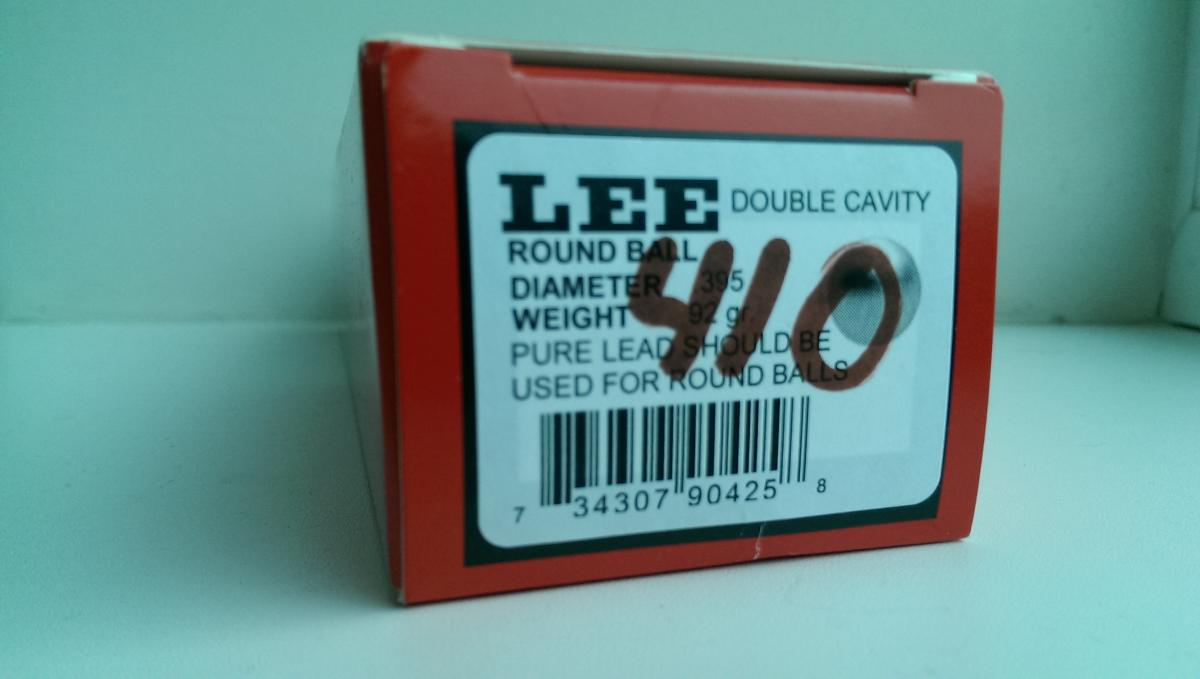 LEE DOUBLE CAVITY
ROUND BALL
410
DIAMETER 395
WEIGHT 92 gr.
PURE LEAD SHOULD BE
USED FOR ROUND BALLS
7 34307 90425 8